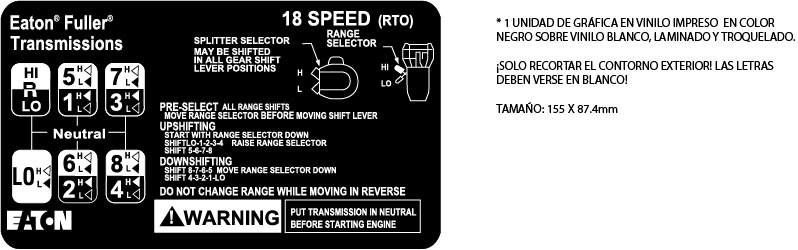 Eaton® Fuller®
Transmissions
18 SPEED (RTO)
SPLITTER SELECTOR
MAY BE SHIFTED
IN ALL GEAR SHIFT
LEVER POSITIONS
H
L
RANGE
SELECTOR
HI
LO
HI
R
LO
5 H L
1 H L
7 H L
3 H L
Neutral
LO H L
6 H L
2 H L
8 H L
4 H L
PRE-SELECT ALL RANGE SHIFTS
MOVE RANGE SELECTOR BEFORE MOVING SHIFT LEVER
UPSHIFTING
START WITH RANGE SELECTOR DOWN
SHIFTLO-1-2-3-4 RAISE RANGE SELECTOR
SHIFT 5-6-7-8
DOWNSHIFTING
SHIFT 8-7-6-5 MOVE RANGE SELECTOR DOWN
SHIFT 4-3-2-1-LO
DO NOT CHANGE RANGE WHILE MOVING IN REVERSE
EATON
WARNING
PUT TRANSMISSION IN NEUTRAL
BEFORE STARTING ENGINE
* 1 UNIDAD DE GRÁFICA EN VINILO IMPRESO EN COLOR
NEGRO SOBRE VINILO BLANCO, LAMINADO Y TROQUELADO.
¡SOLO RECORTAR EL CONTORNO EXTERIOR! LAS LETRAS
DEBEN VERSE EN BLANCO!
TAMAÑO: 155 X 87.4mm